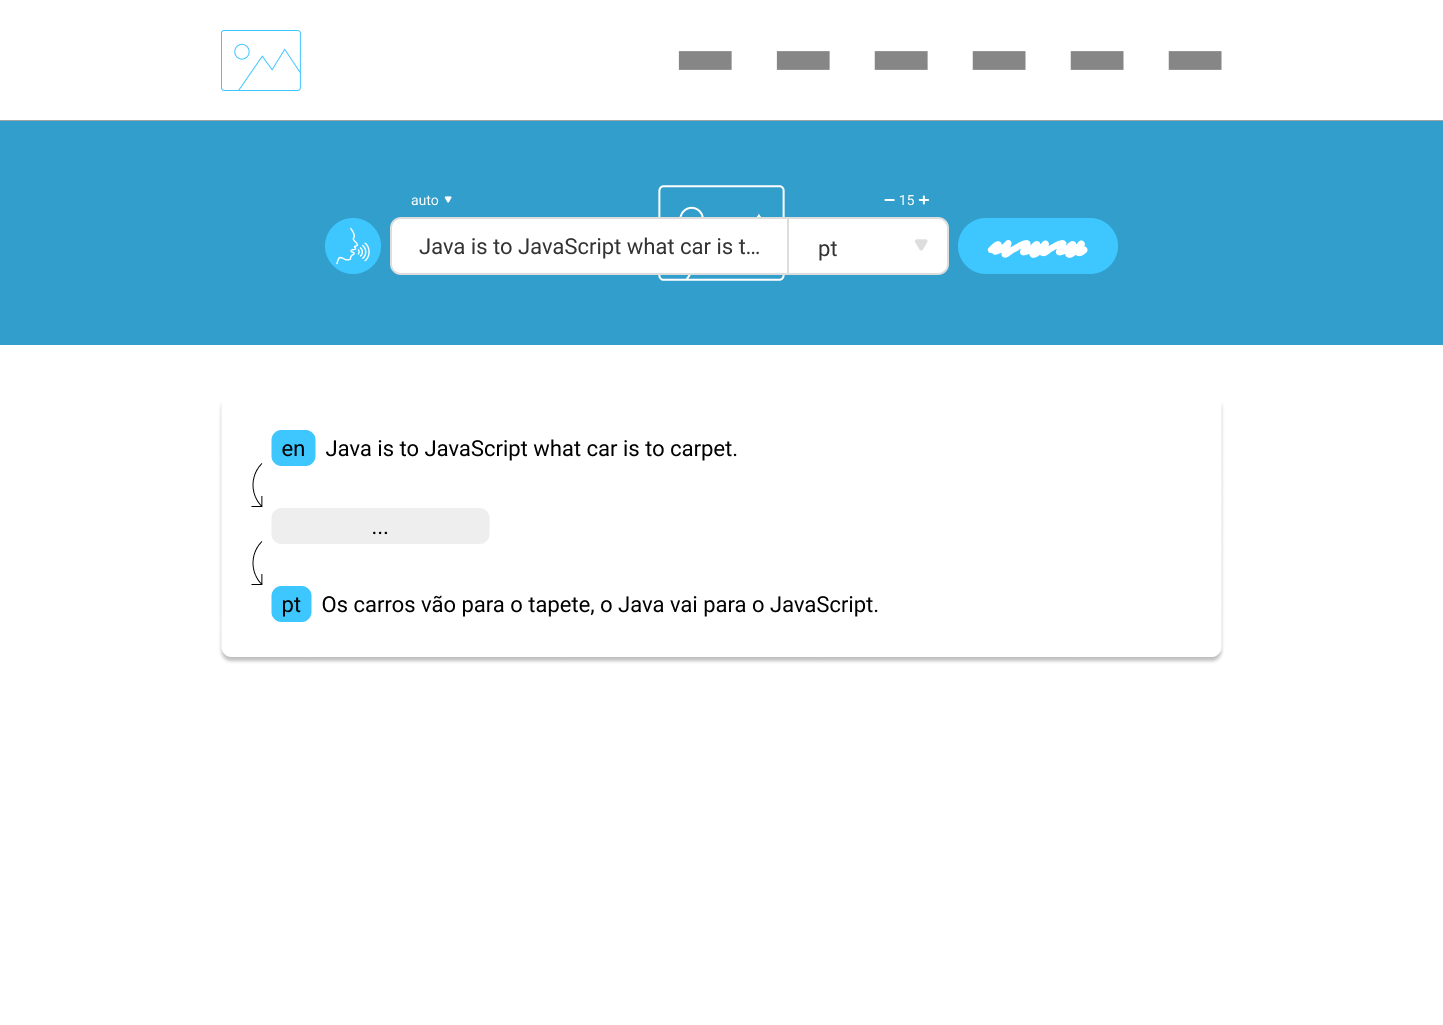 auto
15
Java is to JavaScript what car is t...
pt
en Java is to JavaScript what car is to carpet.
...
pt Os carros vão para o tapete, o Java vai para o JavaScript.